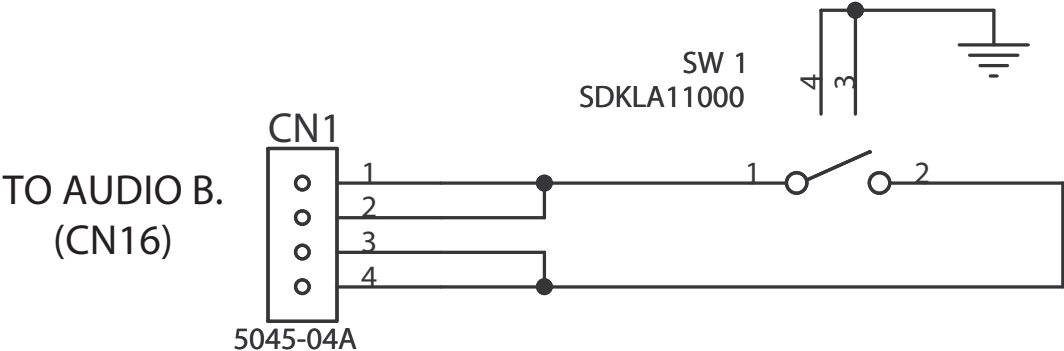 SW 1
SDKLA11000
4
3
CN1
TO AUDIO B.
(CN16)
1
2
3
4
1
2
5045-04A